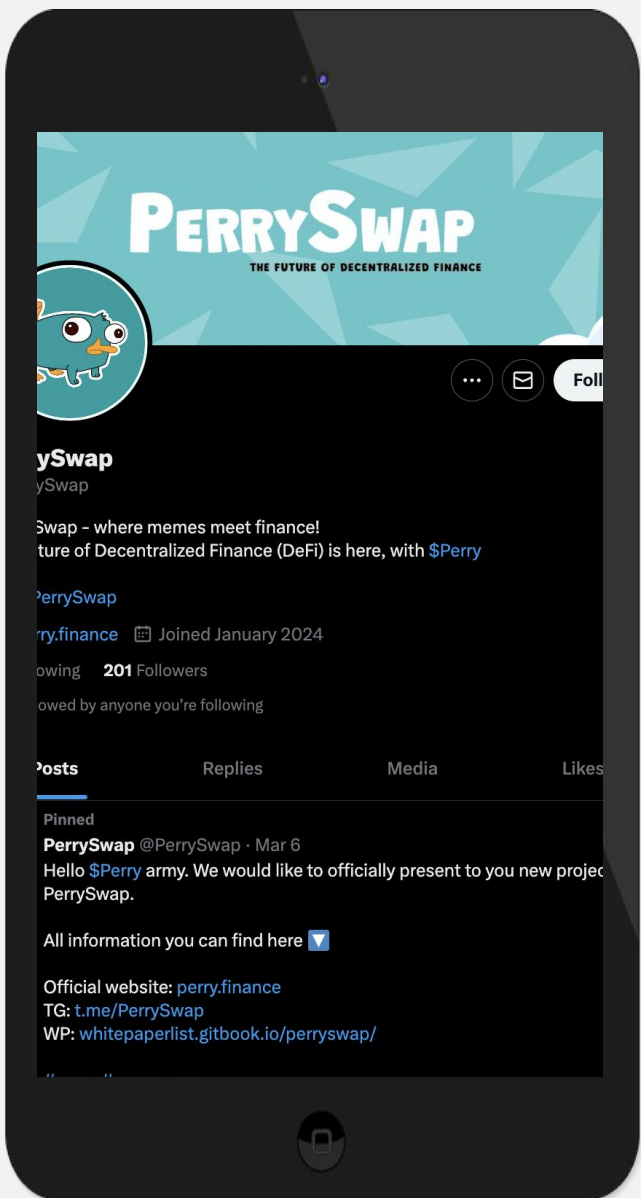 PERRYSWAP
THE FUTURE OF DECENTRALIZED FINANCE
Foll
ySwap
ySwap
Swap - where memes meet finance!
ture of Decentralized Finance (DeFi) is here, with $Perry
PerrySwap
rry.finance Joined January 2024
owing 201 Followers
owed by anyone you're following
Posts Replies Media Likes
Pinned
PerrySwap @PerrySwap · Mar 6
Hello $Perry army. We would like to officially present to you new projec
PerrySwap.
All information you can find here
Official website: perry.finance
TG: t.me/PerrySwap
WP: whitepaperlist.gitbook.io/perryswap/